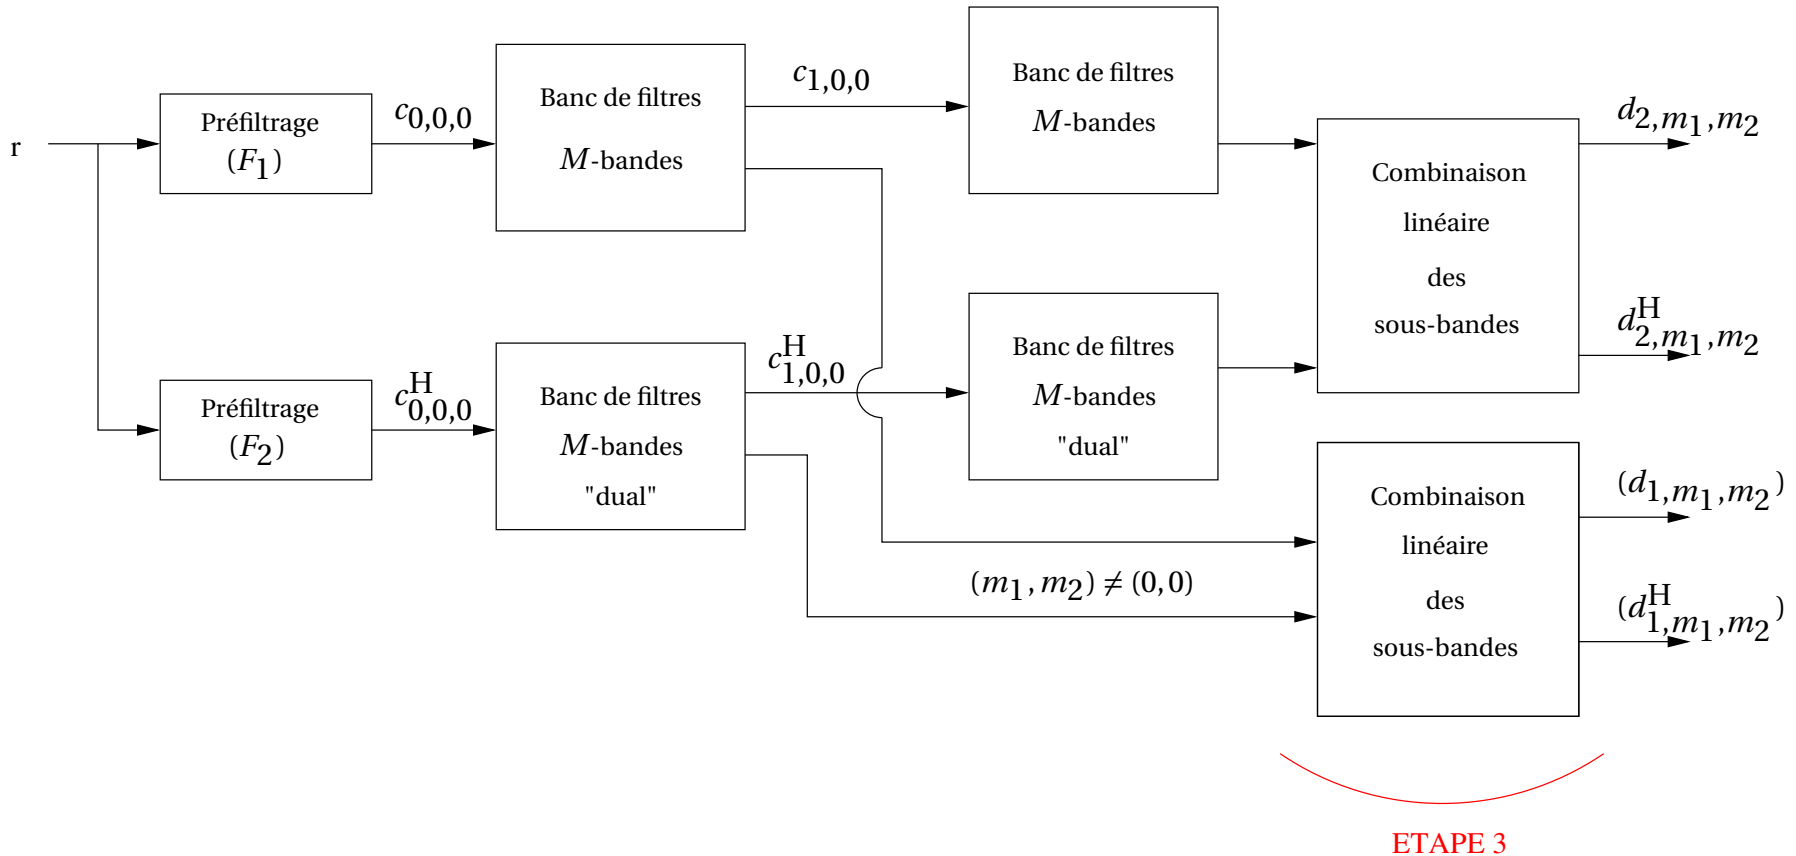 r
Préfiltrage
(F1)
c0,0,0
Banc de filtres
M-bandes
c1,0,0
Banc de filtres
M-bandes
Combinaison
linéaire
des
sous-bandes
d2,m1,m2
dH2,m1,m2
Préfiltrage
(F2)
cH0,0,0
Banc de filtres
M-bandes
"dual"
cH1,0,0
Banc de filtres
M-bandes
"dual"
(m1, m2) ≠ (0, 0)
Combinaison
linéaire
des
sous-bandes
(d1,m1,m2)
(dH1,m1,m2)
ETAPE 3